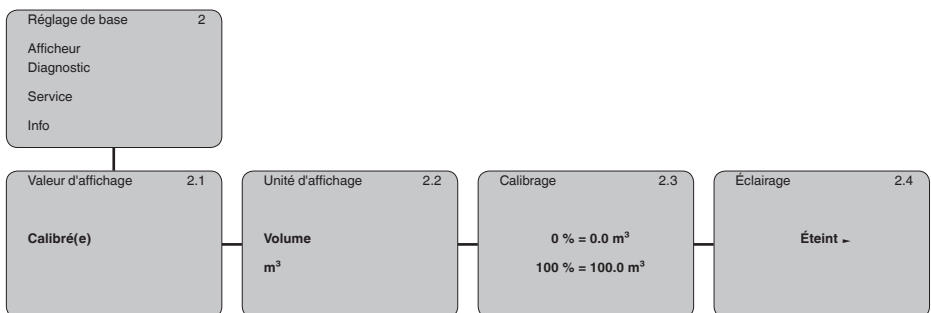 Réglage de base 2
Afficheur
Diagnostic
Service
Info
Valeur d'affichage 2.1
Calibré(e)
Unité d'affichage 2.2
Volume
m³
Calibrage 2.3
0 % = 0.0 m³
100 % = 100.0 m³
Éclairage 2.4
Éteint ►